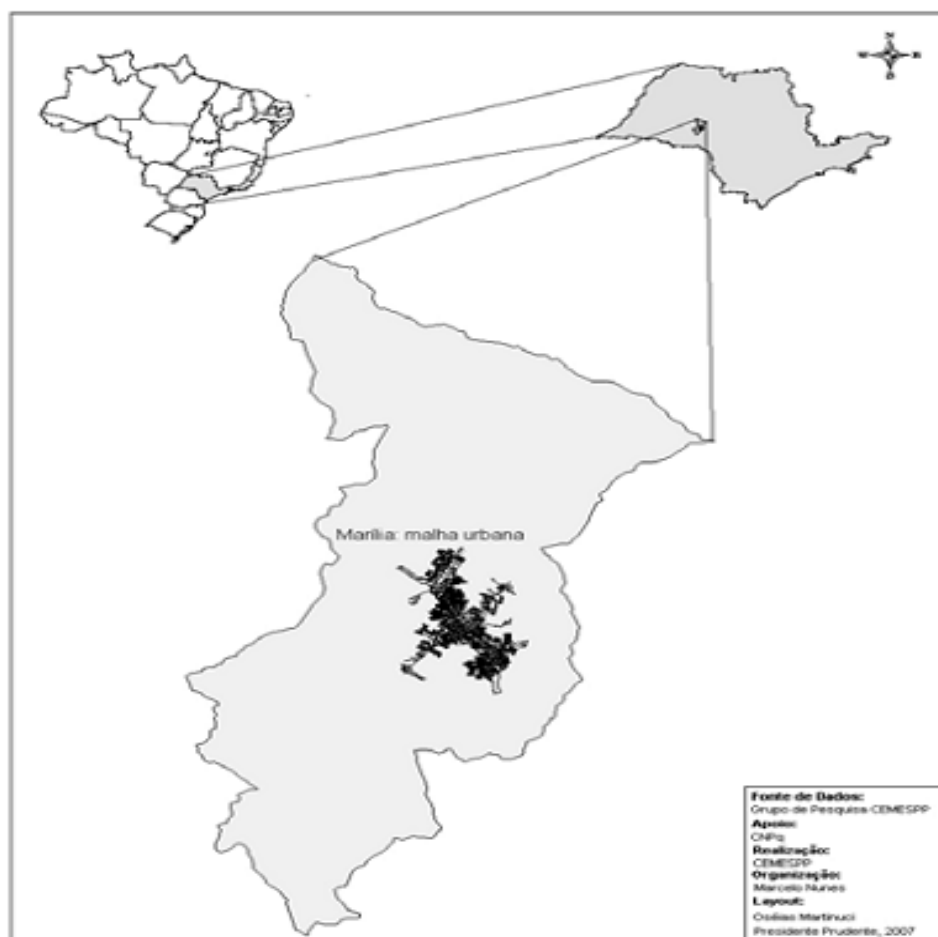 N
W
E
S
Marília: malha urbana
Fonte de Dados:
Grupo de Pesquisa CEMESPP
Apoio:
CNPq
Realização:
CEMESPP
Organização:
Marcelo Nunes
Layout:
Oséias Martinuci
Presidente Prudente, 2007